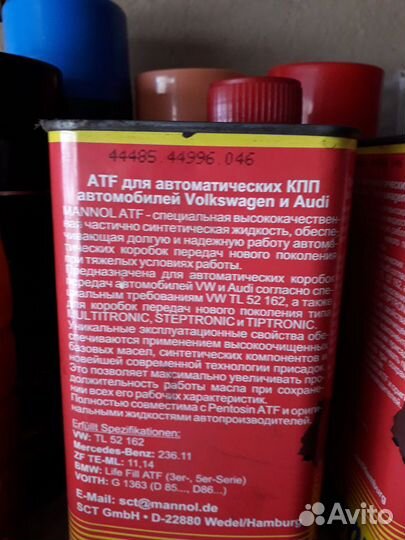 44485 44996 046
ATF для автоматических КПП
автомобилей Volkswagen и Audi
MANNOL ATF - специальная высококачествен-
ная частично синтетическая жидкость, обеспе-
чивающая долгую и надежную работу автома-
тических коробок передач нового поколения
при тяжелых условиях работы.
Предназначена для автоматических коробок
передач автомобилей VW и Audi согласно спе-
циальным требованиям VW TL 52 162, а также
для коробок передач нового поколения типа
MULTITRONIC, STEPTRONIC и TIPTRONIC.
Уникальные эксплуатационные свойства обе-
спечиваются применением высокоочищенных
базовых масел, синтетических компонентов и
новейшей современной технологии присадок.
Это позволяет максимально увеличить про-
должительность работы масла при сохране-
нии всех его рабочих характеристик.
Полностью совместима с Pentosin ATF и ориги-
нальными жидкостями автопроизводителей.
Erfüllt Spezifikationen:
VW: TL 52 162
Mercedes-Benz: 236.11
ZF TE-ML: 11,14
BMW: Life Fill ATF (3er-, 5er-Serie)
VOITH: G 1363 (D 85..., D86...)
E-Mail: sct@mannol.de
SCT GmbH • D-22880 Wedel/Hamburg
/Hamburg
Avito